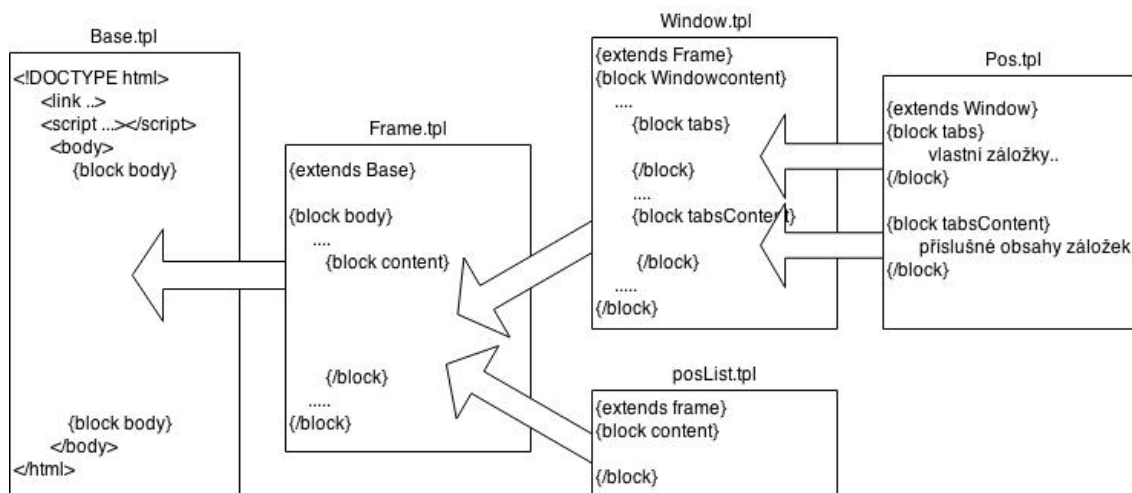 Base.tpl
<!DOCTYPE html>
<link ..>
<script ...></script>
<body>
{block body}
{block body}
</body>
</html>
Frame.tpl
{extends Base}
{block body}
....
{block content}
{/block}
.....
{/block}
Window.tpl
{extends Frame}
{block Windowcontent}
....
{block tabs}
{/block}
....
{block tabsContent}
{/block}
.....
{/block}
Pos.tpl
{extends Window}
{block tabs}
vlastní záložky..
{/block}
{block tabsContent}
příslušné obsahy záložek
{/block}
posList.tpl
{extends frame}
{block content}
{/block}